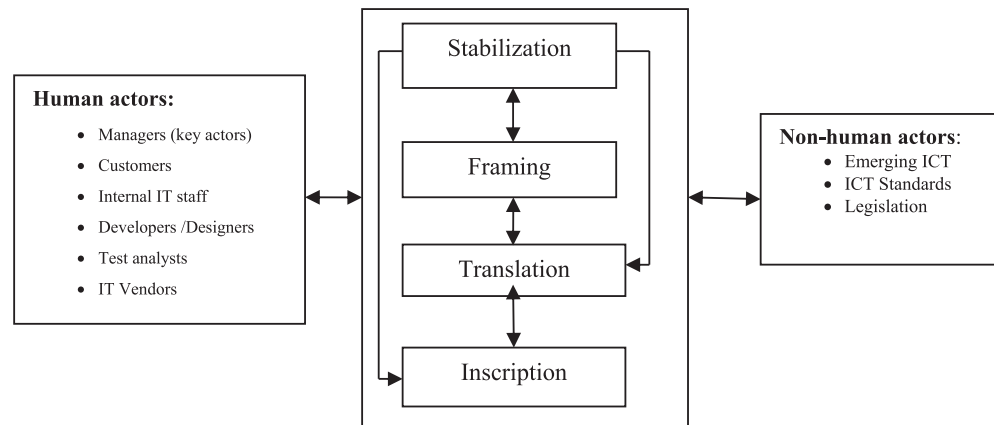 Human actors:
• Managers (key actors)
• Customers
• Internal IT staff
• Developers /Designers
• Test analysts
• IT Vendors
Stabilization
Framing
Translation
Inscription
Non-human actors:
• Emerging ICT
• ICT Standards
• Legislation